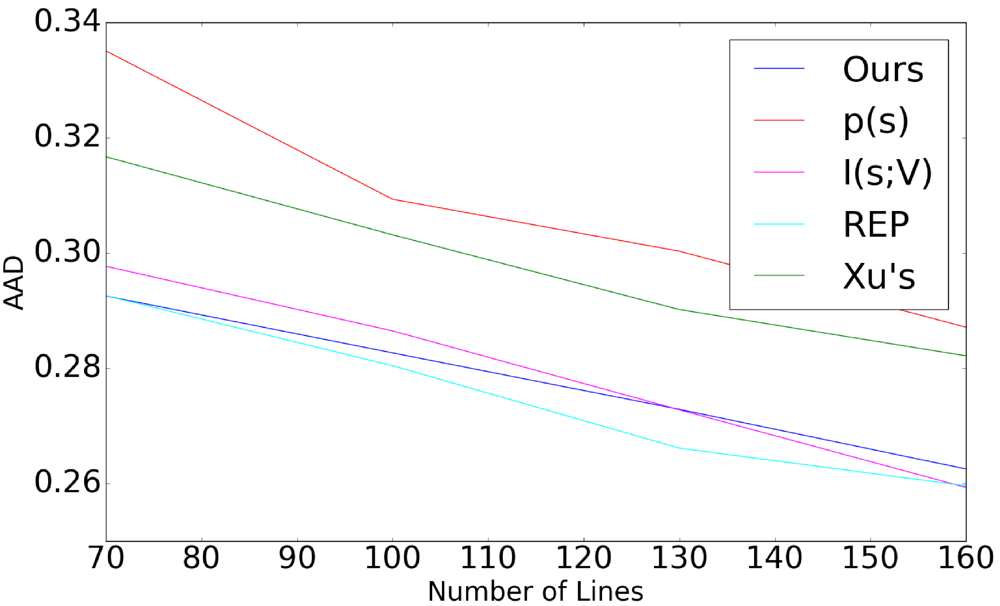 0.34
0.32
0.30
0.28
0.26
AAD
70 80 90 100 110 120 130 140 150 160
Number of Lines
Ours
p(s)
I(s;V)
REP
Xu's